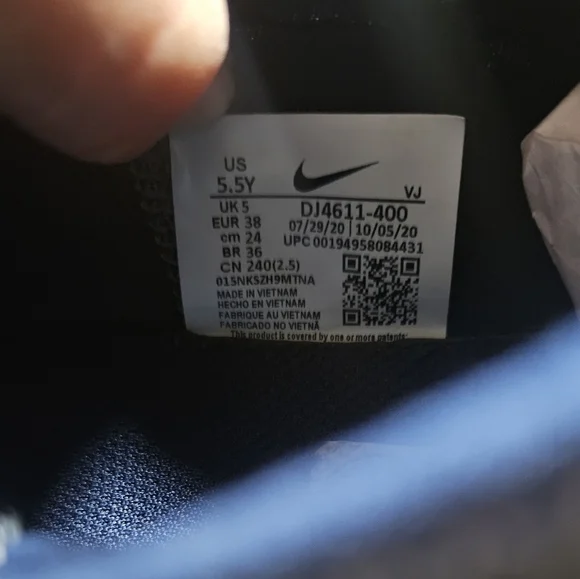 US
5.5Y
VJ
UK 5
EUR 38
cm 24
BR 36
CN 240(2.5)
DJ4611-400
07/29/20 | 10/05/20
UPC 00194958084431
015NKSZH9MTNA
MADE IN VIETNAM
HECHO EN VIETNAM
FABRIQUE AU VIETNAM
FABRICADO NO VIETNÃ
This product is covered by one or more patents: